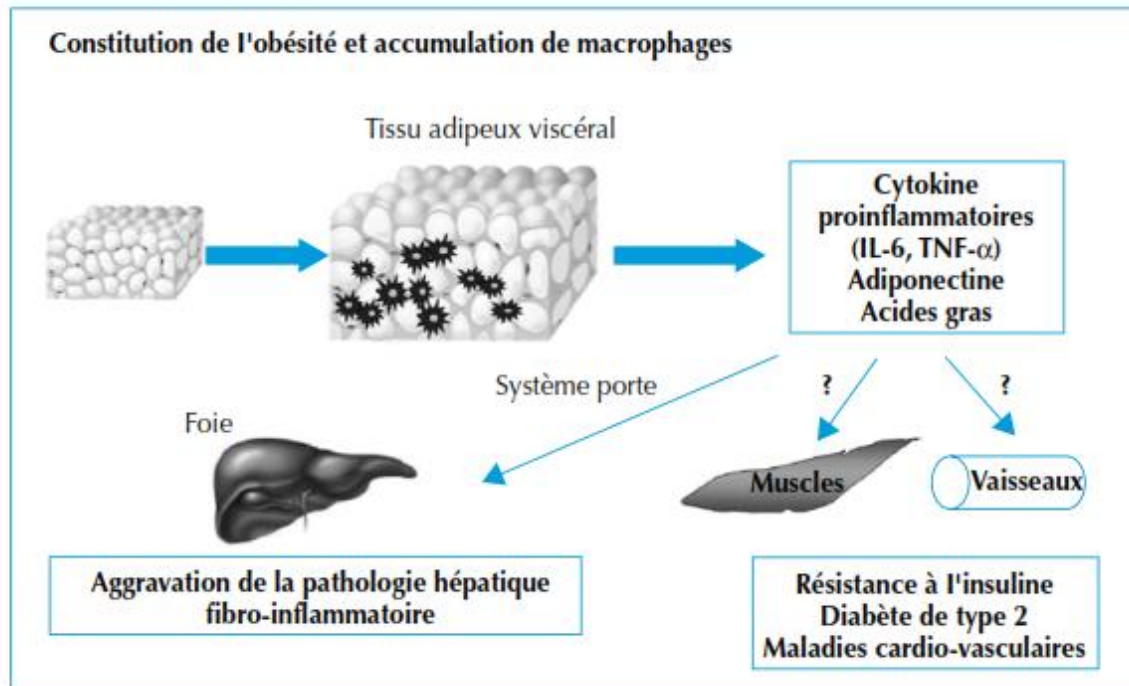 Constitution de l'obésité et accumulation de macrophages
Tissu adipeux viscéral
Cytokine
proinflammatoires
(IL-6, TNF-α)
Adiponectine
Acides gras
Système porte
?
?
Foie
Muscles
Vaisseaux
Aggravation de la pathologie hépatique
fibro-inflammatoire
Résistance à l'insuline
Diabète de type 2
Maladies cardio-vasculaires